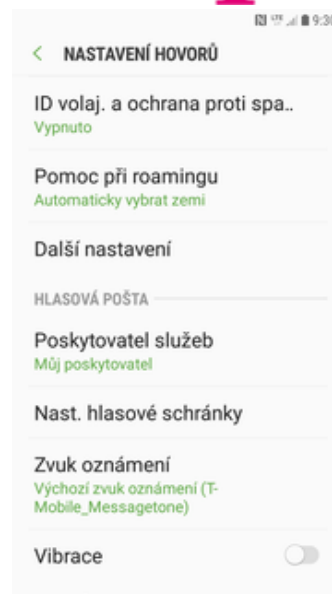 LTE 9:30
< NASTAVENÍ HOVORŮ
ID volaj. a ochrana proti spa..
Vypnuto
Pomoc při roamingu
Automaticky vybrat zemi
Další nastavení
HLASOVÁ POŠTA
Poskytovatel služeb
Můj poskytovatel
Nast. hlasové schránky
Zvuk oznámení
Výchozí zvuk oznámení (T-
Mobile_Messagetone)
Vibrace